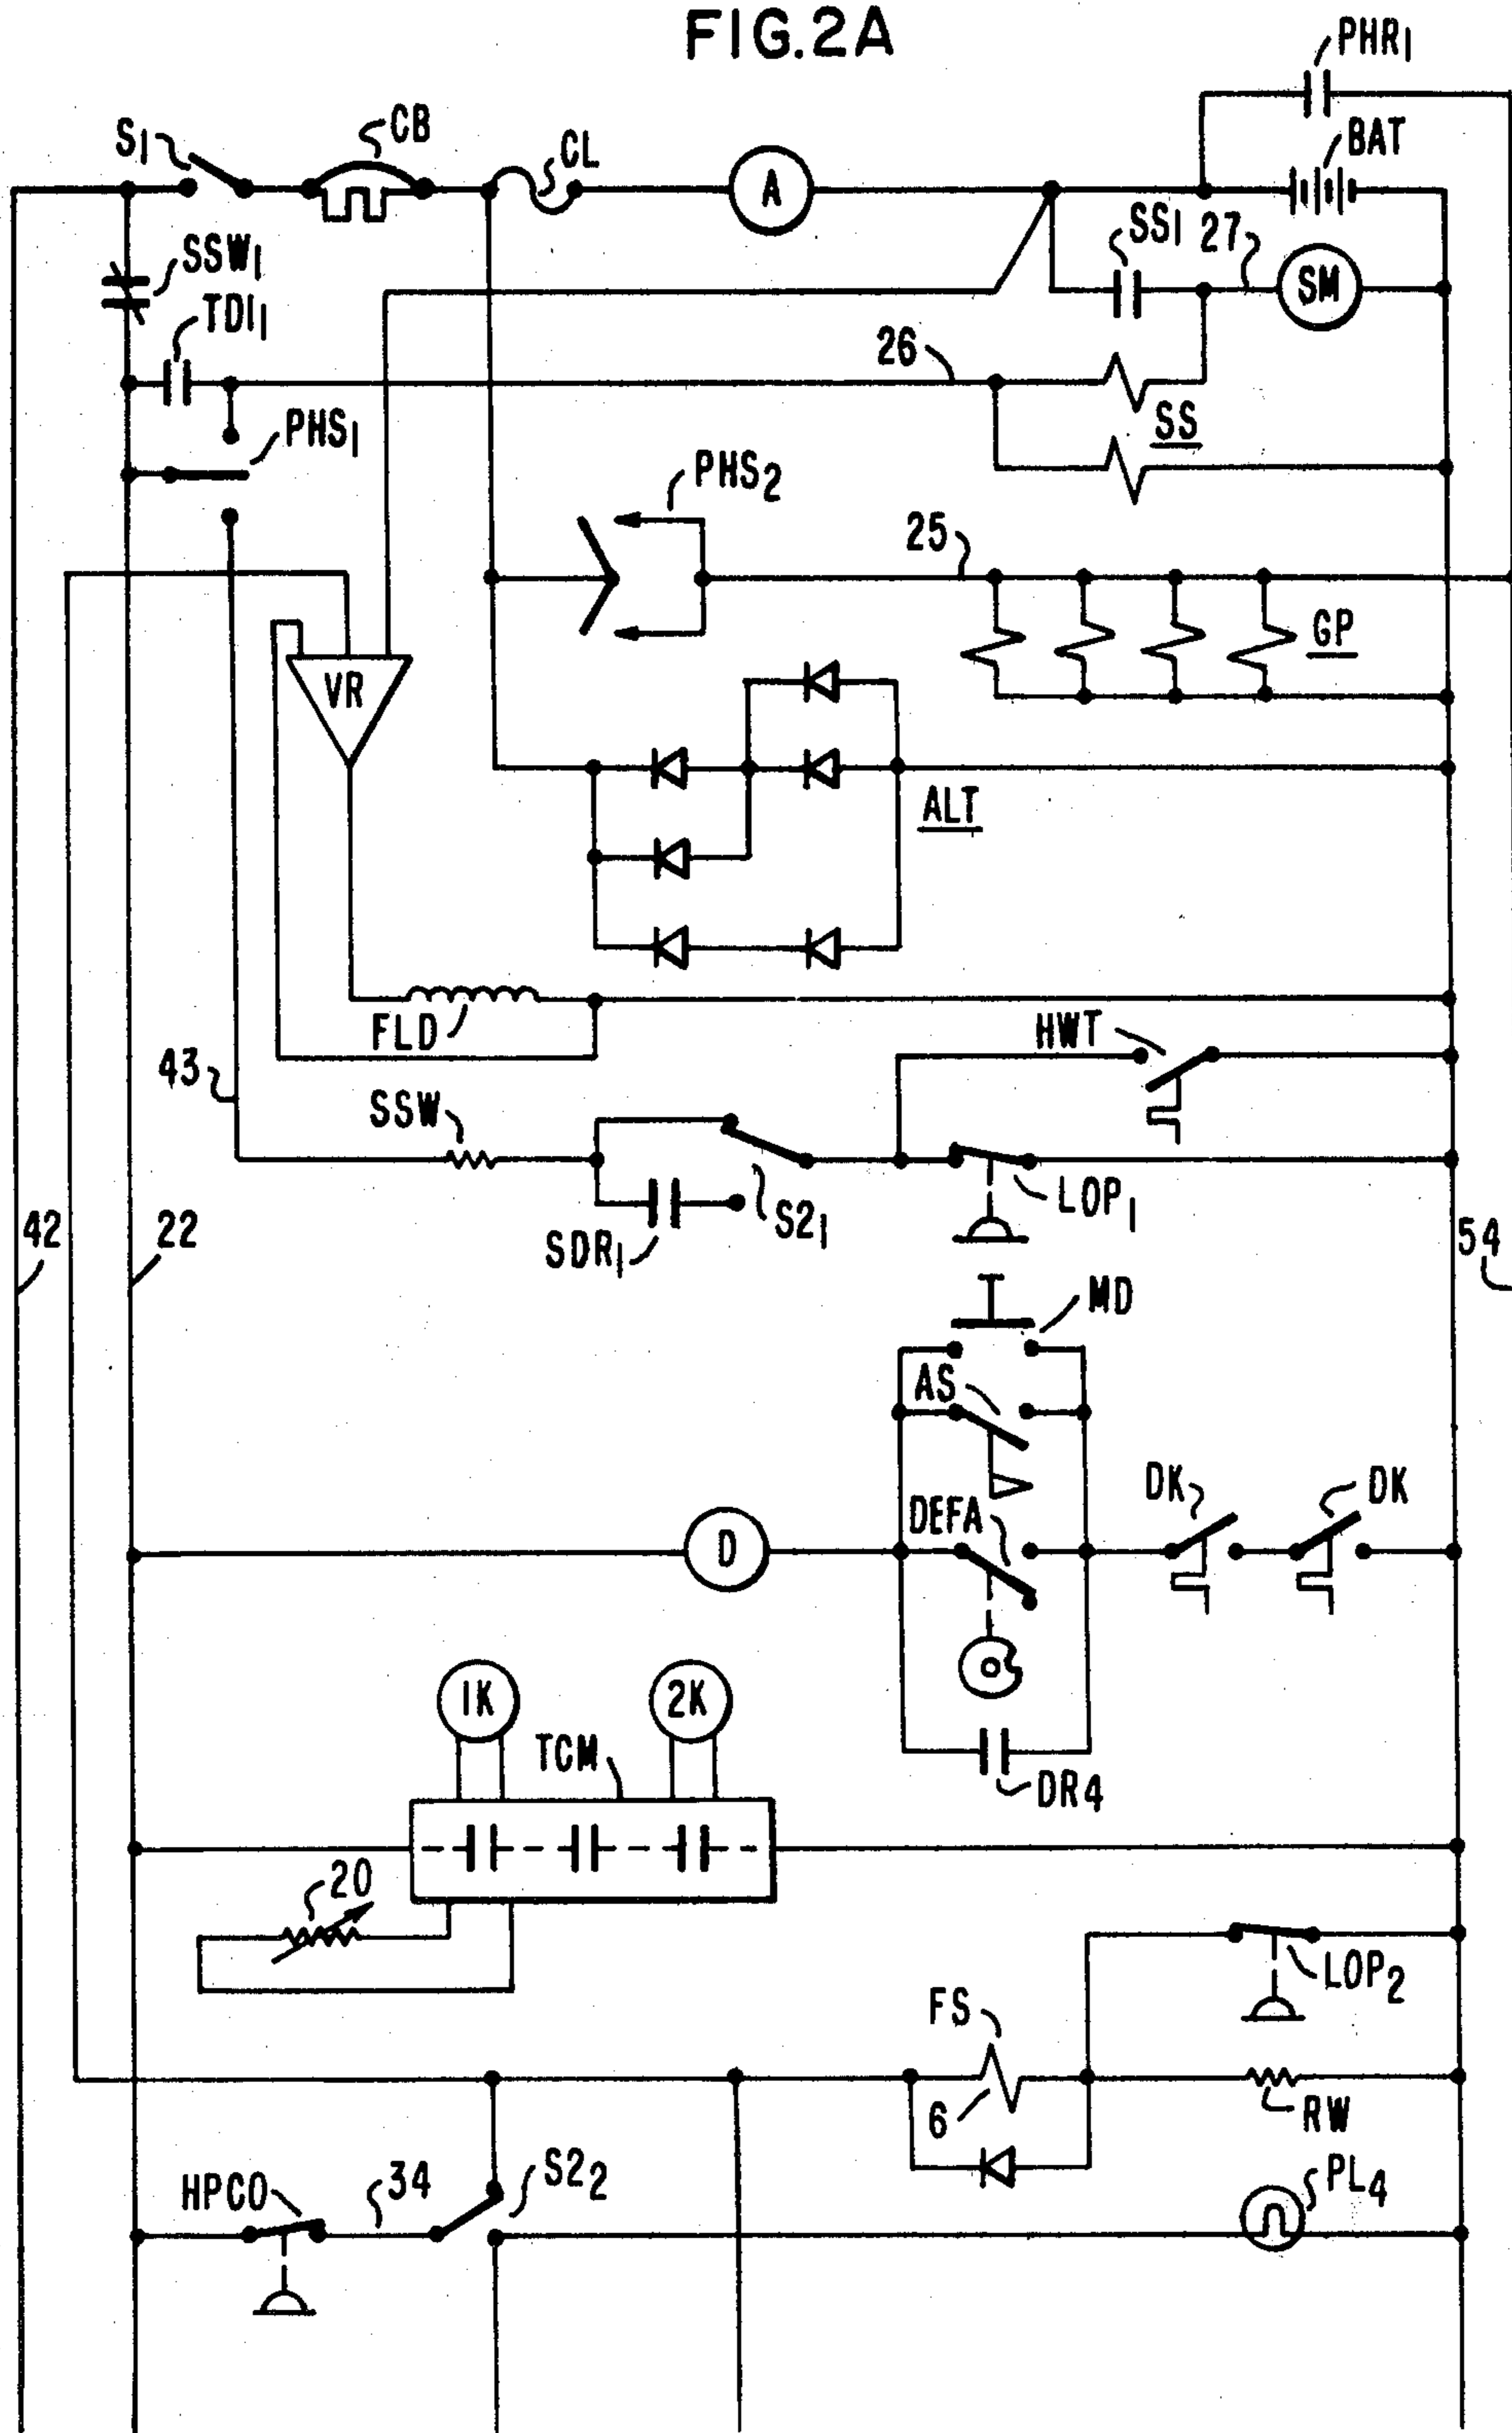 FIG.2A
PHR1
S1
CB
CL
A
BAT
SSW1
SS1
27
SM
TD11
26
PHS1
SS
PHS2
25
GP
VR
ALT
FLD
HWT
43
SSW
LOP1
S21
SDR1
42
22
54
MD
AS
DK
DK
DEFA
D
1K
2K
TCM
DR4
20
LOP2
FS
6
RW
HPCO
34
S22
PL4